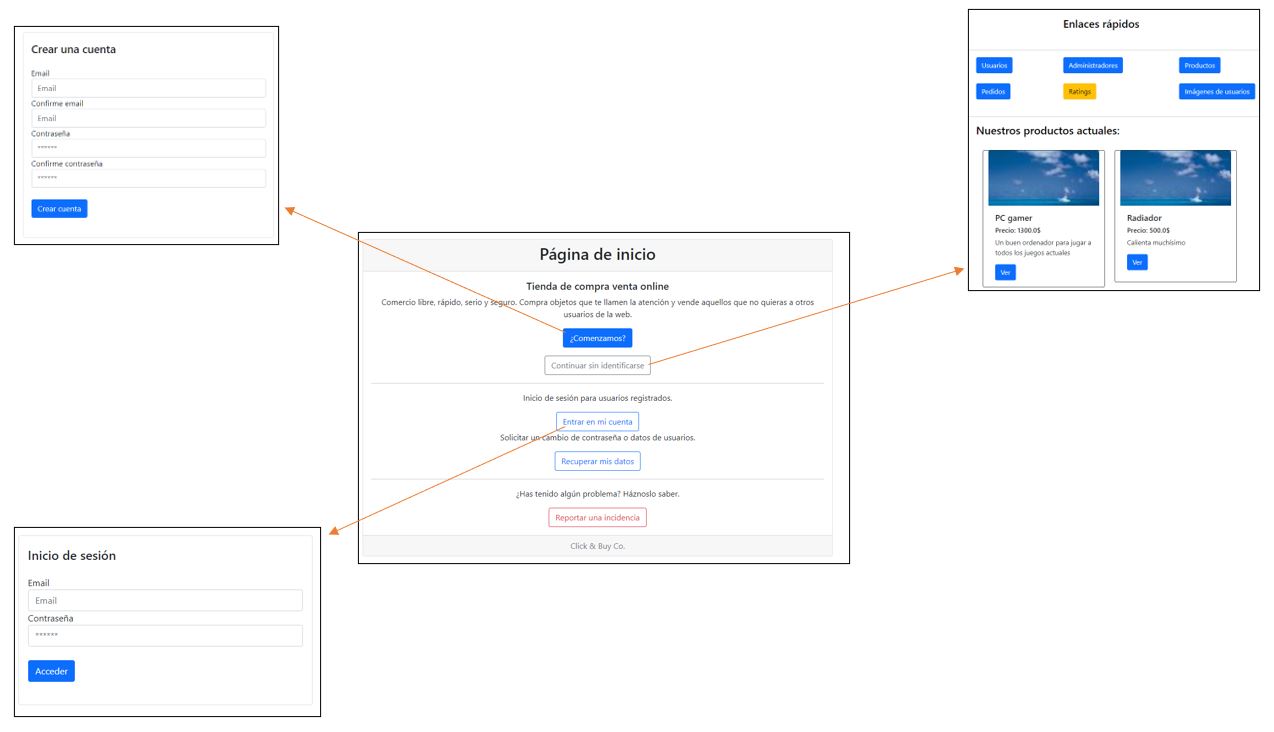 Crear una cuenta
Email
Email
Confirme email
Email
Contraseña
******
Confirme contraseña
******
Crear cuenta
Enlaces rápidos
Usuarios Administradores Productos
Pedidos Ratings Imágenes de usuarios
Nuestros productos actuales:
PC gamer
Precio: 1300.0$
Un buen ordenador para jugar a
todos los juegos actuales
Ver
Radiador
Precio: 500.0$
Calienta muchísimo
Ver
Página de inicio
Tienda de compra venta online
Comercio libre, rápido, serio y seguro. Compra objetos que te llamen la atención y vende aquellos que no quieras a otros
usuarios de la web.
¿Comenzamos?
Continuar sin identificarse
Inicio de sesión para usuarios registrados.
Entrar en mi cuenta
Solicitar un cambio de contraseña o datos de usuarios.
Recuperar mis datos
¿Has tenido algún problema? Háznoslo saber.
Reportar una incidencia
Click & Buy Co.
Inicio de sesión
Email
Email
Contraseña
******
Acceder